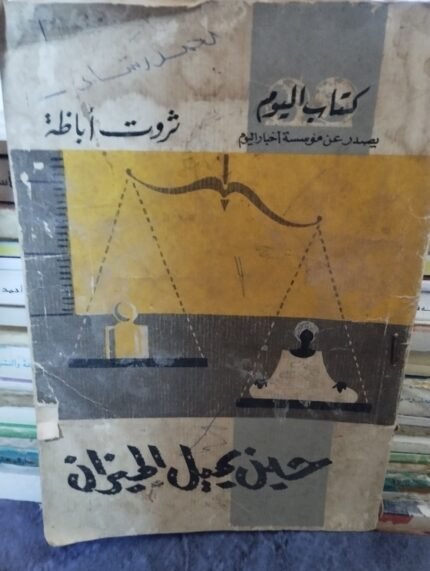 كتاب اليوم
يصدر عن مؤسسة أخبار اليوم
ثروت أباظة
حين يميل الميزان